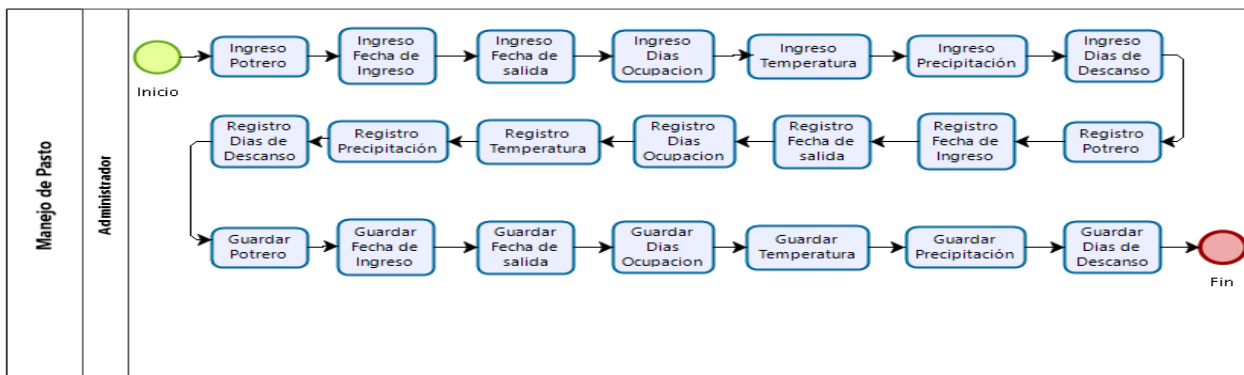 Manejo de Pasto
Administrador
Inicio
Ingreso
Potrero
Ingreso
Fecha de
Ingreso
Ingreso
Fecha de
salida
Ingreso
Dias
Ocupacion
Ingreso
Temperatura
Ingreso
Precipitación
Ingreso
Dias de
Descanso
Registro
Potrero
Registro
Fecha de
Ingreso
Registro
Fecha de
salida
Registro
Dias
Ocupacion
Registro
Temperatura
Registro
Precipitación
Registro
Dias de
Descanso
Guardar
Potrero
Guardar
Fecha de
Ingreso
Guardar
Fecha de
salida
Guardar
Dias
Ocupacion
Guardar
Temperatura
Guardar
Precipitación
Guardar
Dias de
Descanso
Fin